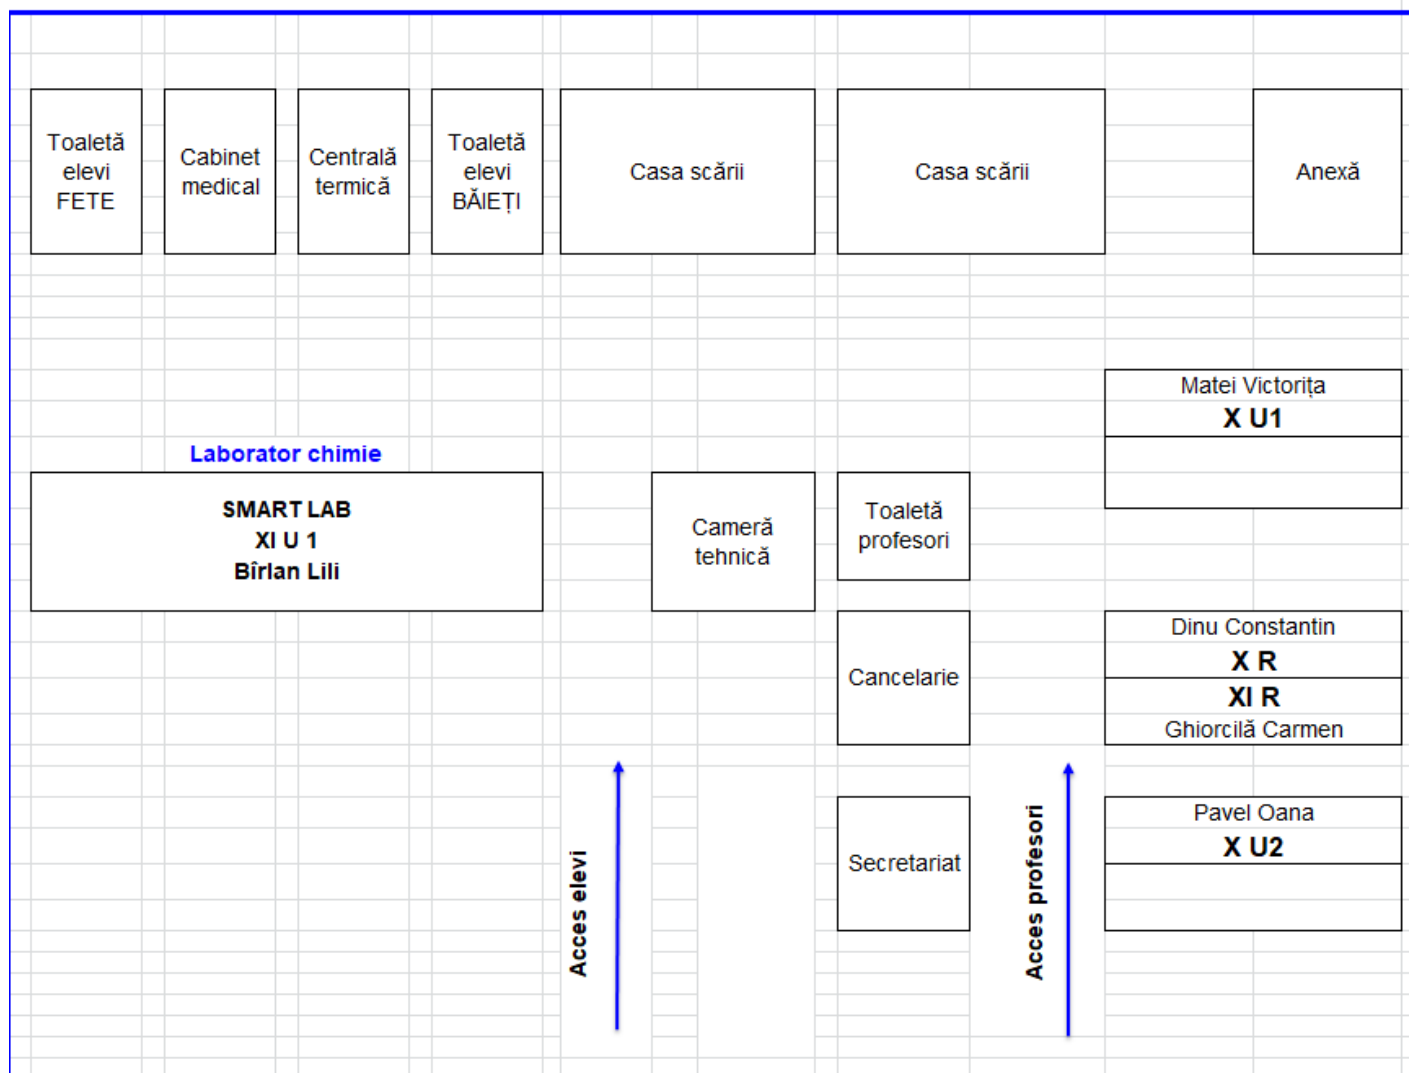 Toaletă
elevi
FETE
Cabinet
medical
Centrală
termică
Toaletă
elevi
BĂIEȚI
Casa scării
Casa scării
Anexă
Matei Victorița
X U1
Laborator chimie
SMART LAB
XI U 1
Bîrlan Lili
Cameră
tehnică
Toaletă
profesori
Cancelarie
Dinu Constantin
X R
XI R
Ghiorcilă Carmen
Acces elevi
Secretariat
Acces profesori
Pavel Oana
X U2